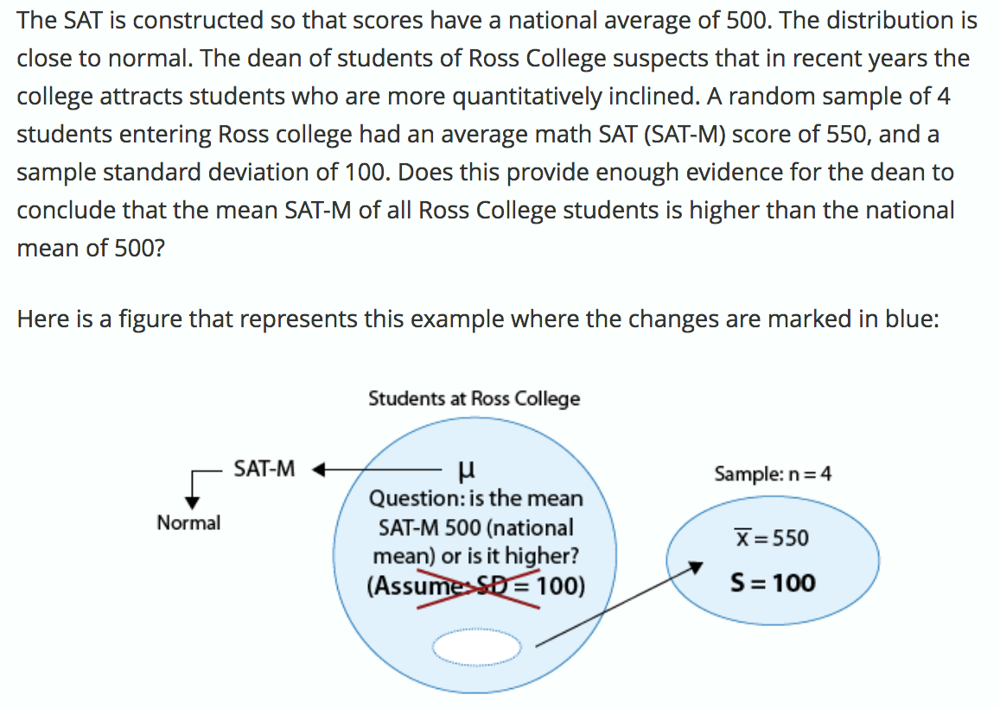 The SAT is constructed so that scores have a national average of 500. The distribution is
close to normal. The dean of students of Ross College suspects that in recent years the
college attracts students who are more quantitatively inclined. A random sample of 4
students entering Ross college had an average math SAT (SAT-M) score of 550, and a
sample standard deviation of 100. Does this provide enough evidence for the dean to
conclude that the mean SAT-M of all Ross College students is higher than the national
mean of 500?
Here is a figure that represents this example where the changes are marked in blue:
Students at Ross College
SAT-M
Normal
μ
Question: is the mean
SAT-M 500 (national
mean) or is it higher?
(Assume: SD = 100)
Sample: n = 4
x̅ = 550
S = 100